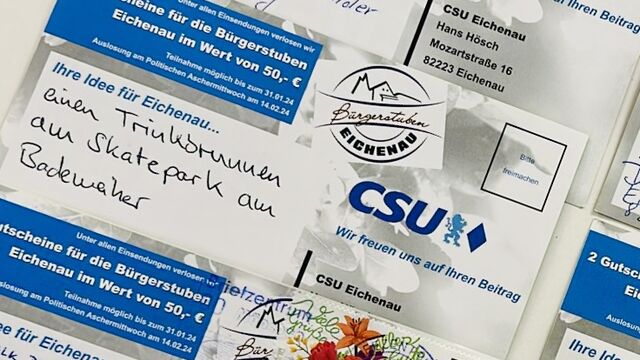 Unter allen Einsendungen verlosen wir
scheine für die Bürgerstuben
Eichenau im Wert von 50,- €
Teilnahme möglich bis zum 31.01.24
Auslosung am Politischen Aschermittwoch am 14.02.24
Ihre Idee für Eichenau...
einen Trinkbrunnen
am Skatepark am
Badeweiher
CSU Eichenau
Hans Hösch
Mozartstraße 16
82223 Eichenau
Bürgerstuben
EICHENAU
Bitte
freimachen
CSU
Wir freuen uns auf Ihren Beitrag
CSU Eichenau
Ihren Beitrag
Unter allen Einsendungen verlosen wir
Gutscheine für die Bürgerstuben
Eichenau im Wert von 50,- €
Teilnahme möglich bis zum 31.01.24
Auslosung am Politischen Aschermittwoch am 14.02.24
Idee für Eichenau...
2 Gutsche
Eiche